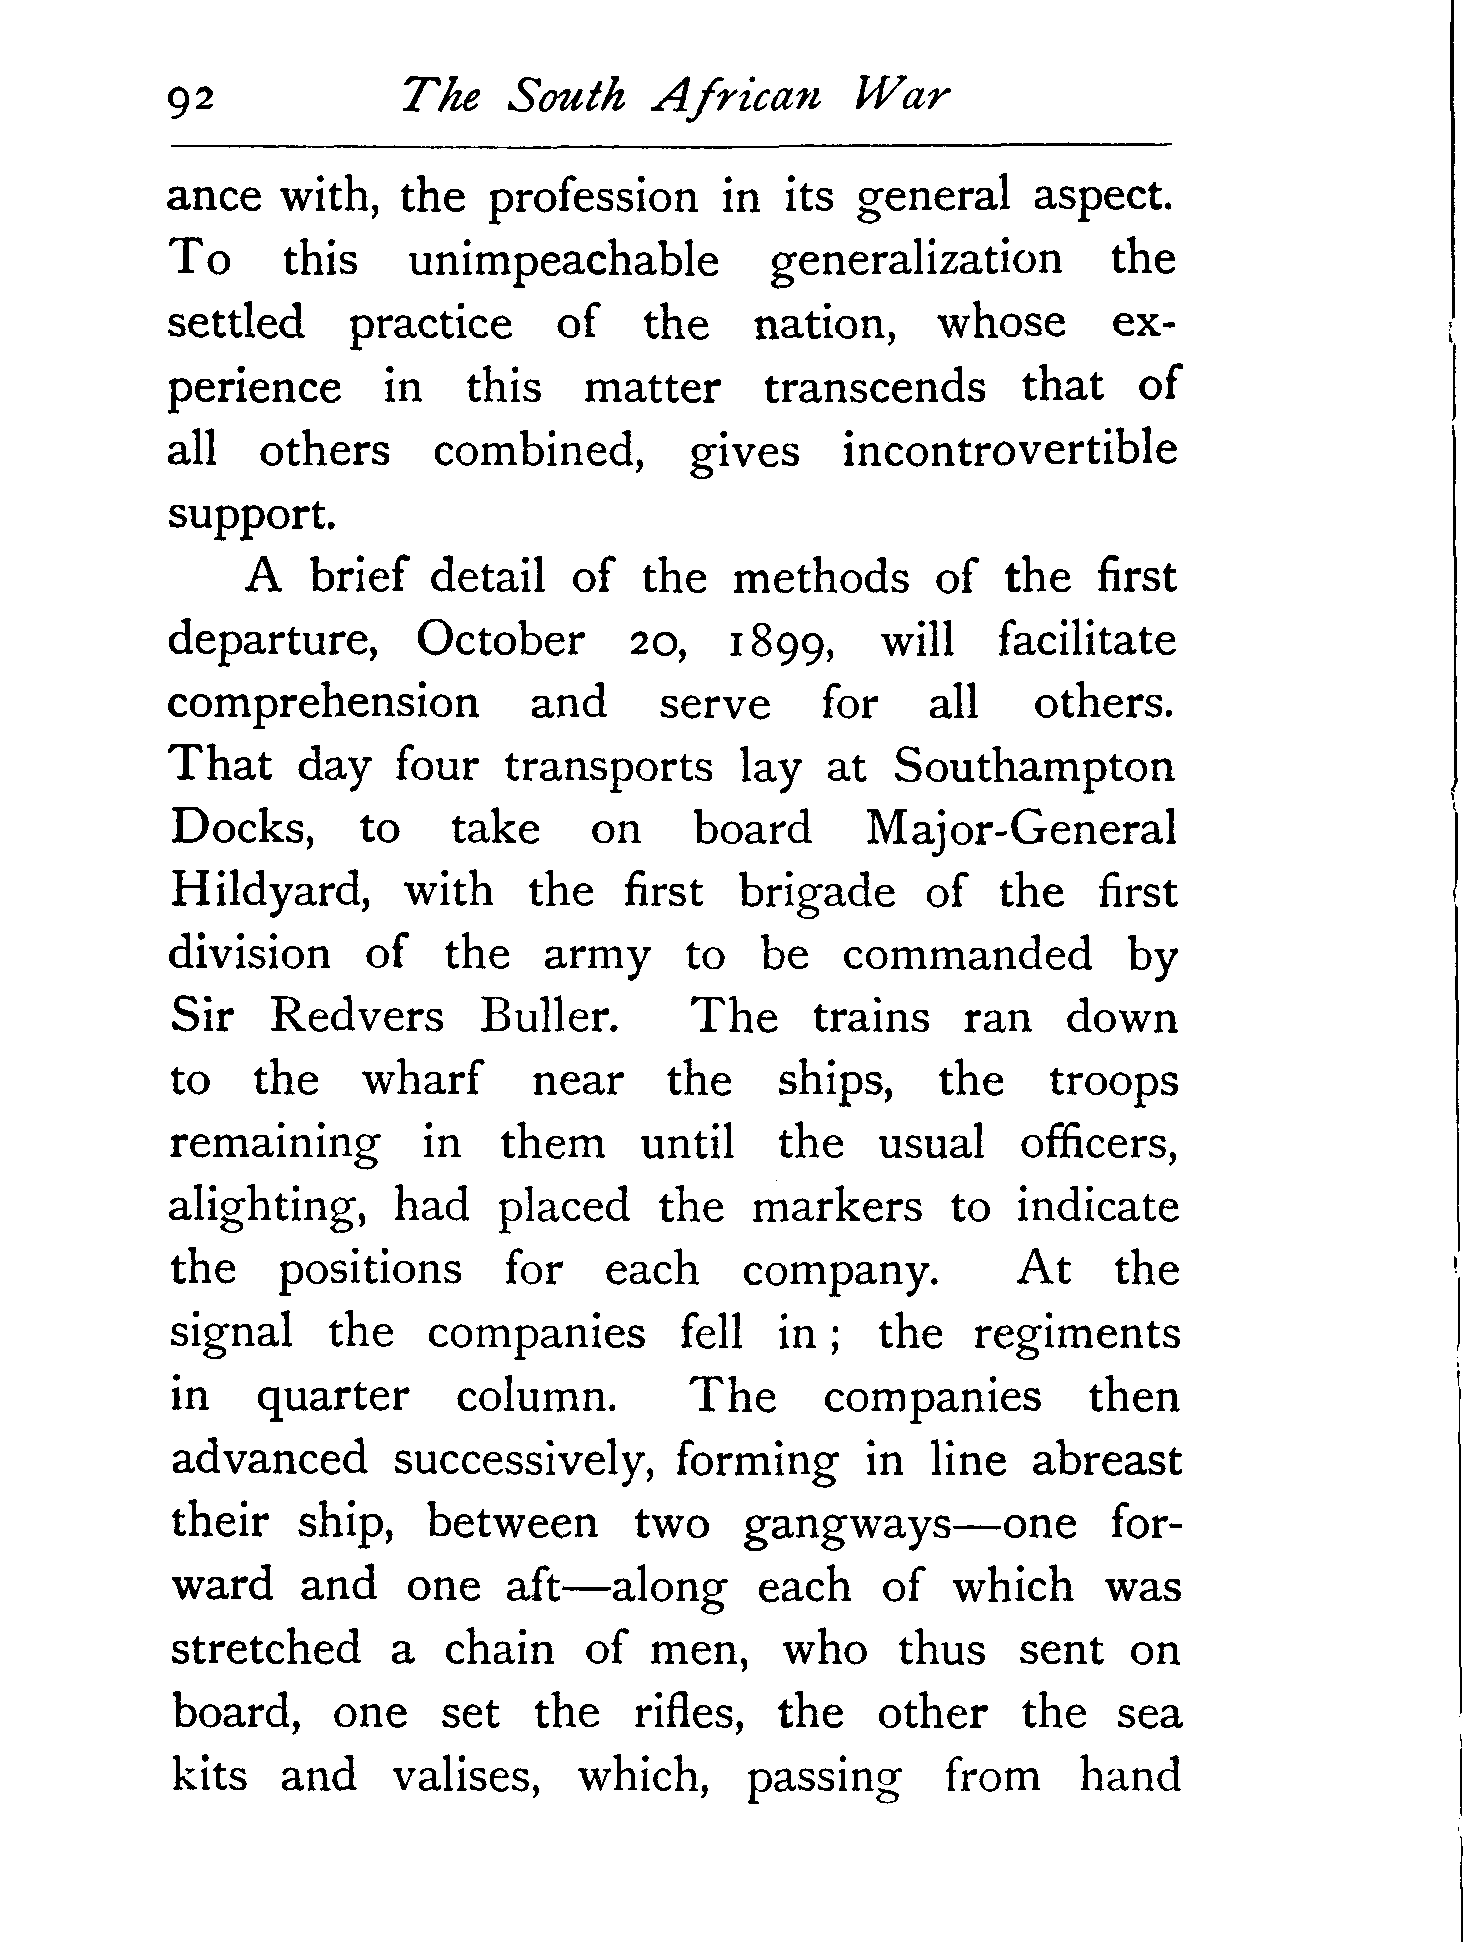 92 The South African War
ance with, the profession in its general aspect.
To this unimpeachable generalization the
settled practice of the nation, whose ex-
perience in this matter transcends that of
all others combined, gives incontrovertible
support.
A brief detail of the methods of the first
departure, October 20, 1899, will facilitate
comprehension and serve for all others.
That day four transports lay at Southampton
Docks, to take on board Major-General
Hildyard, with the first brigade of the first
division of the army to be commanded by
Sir Redvers Buller. The trains ran down
to the wharf near the ships, the troops
remaining in them until the usual officers,
alighting, had placed the markers to indicate
the positions for each company. At the
signal the companies fell in ; the regiments
in quarter column. The companies then
advanced successively, forming in line abreast
their ship, between two gangways—one for-
ward and one aft—along each of which was
stretched a chain of men, who thus sent on
board, one set the rifles, the other the sea
kits and valises, which, passing from hand